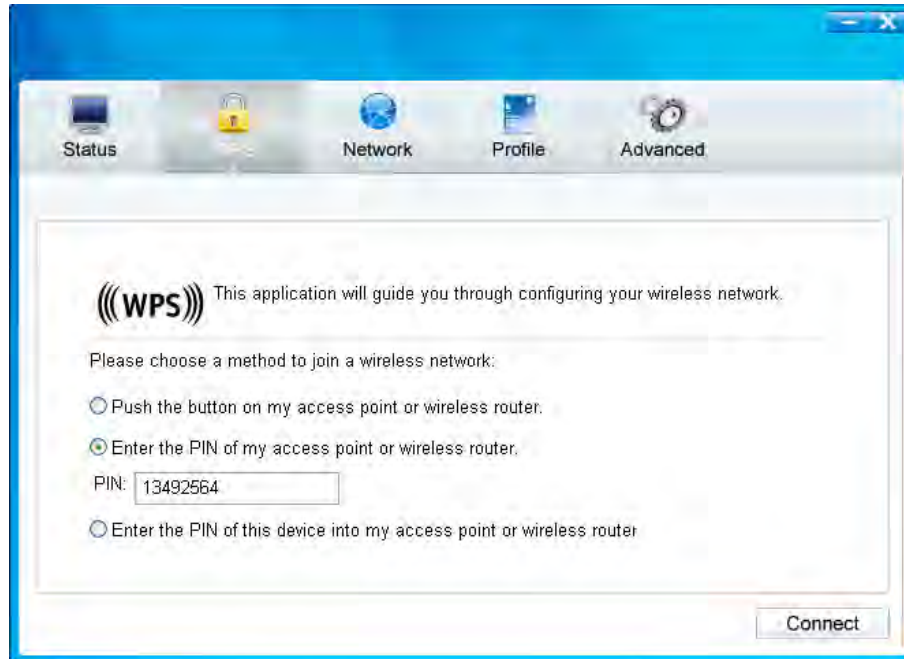 Status
Network
Profile
Advanced
WPS
This application will guide you through configuring your wireless network.
Please choose a method to join a wireless network:
Push the button on my access point or wireless router.
Enter the PIN of my access point or wireless router.
PIN: 13492564
Enter the PIN of this device into my access point or wireless router
Connect